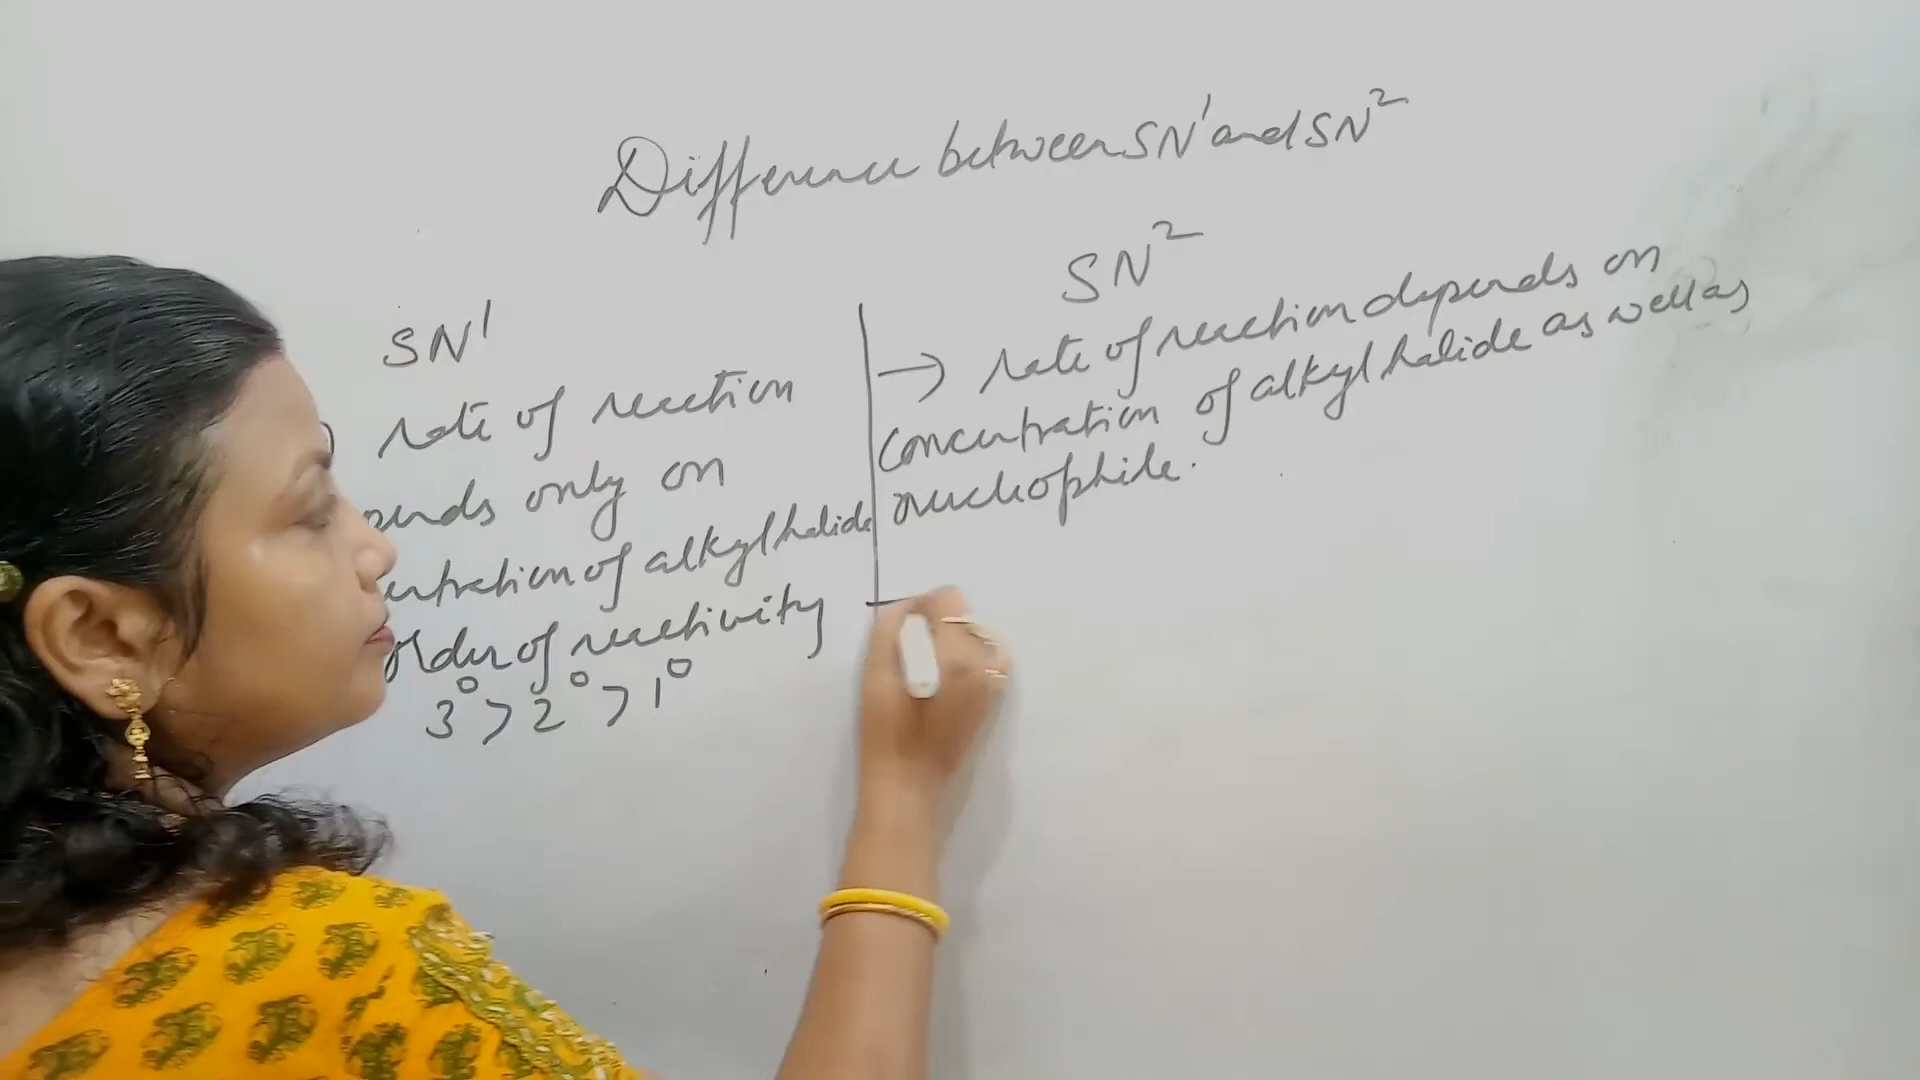 Difference between SN¹ and SN²
SN¹
rate of reaction
only on
of alkyl halide
order of reactivity
3° > 2° > 1°
SN²
→ rate of reaction depends on
concentration of alkyl halide as well as
nucleophile.